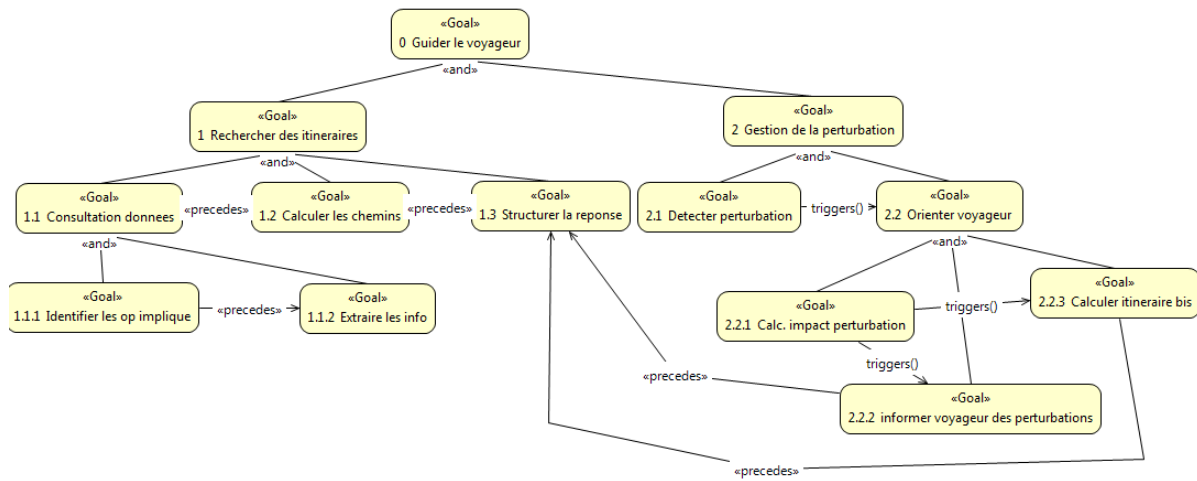 «Goal»
0 Guider le voyageur
«and»
«Goal»
1 Rechercher des itineraires
«Goal»
2 Gestion de la perturbation
«and»
«and»
«Goal»
1.1 Consultation donnees
«precedes»
«Goal»
1.2 Calculer les chemins
«precedes»
«Goal»
1.3 Structurer la reponse
«Goal»
2.1 Detecter perturbation
triggers()
«Goal»
2.2 Orienter voyageur
«and»
«and»
«Goal»
1.1.1 Identifier les op implique
«precedes»
«Goal»
1.1.2 Extraire les info
«Goal»
2.2.1 Calc. impact perturbation
triggers()
«Goal»
2.2.3 Calculer itineraire bis
triggers()
«precedes»
«Goal»
2.2.2 informer voyageur des perturbations
«precedes»